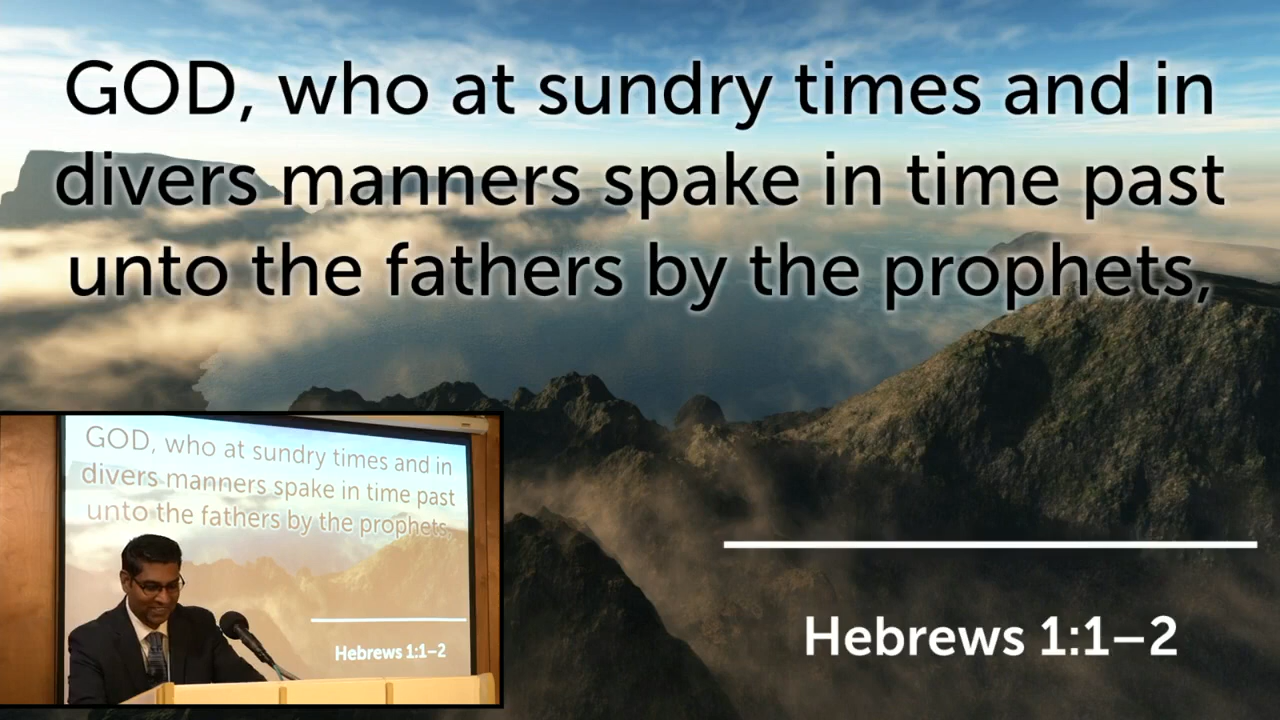 GOD, who at sundry times and in
divers manners spake in time past
unto the fathers by the prophets,
Hebrews 1:1–2
GOD, who at sundry times and in
divers manners spake in time past
unto the fathers by the prophets,
Hebrews 1:1–2